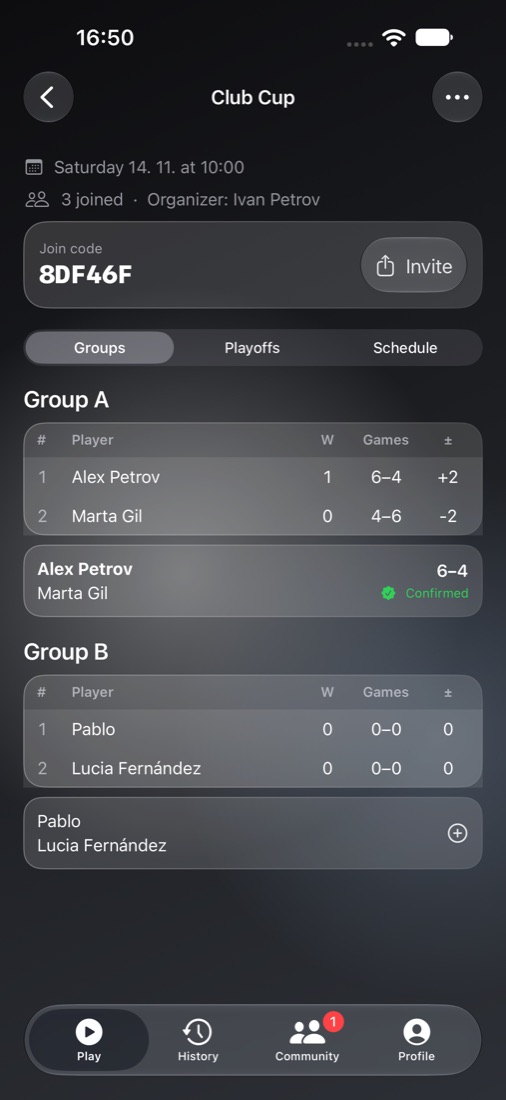 16:50
Club Cup
Saturday 14. 11. at 10:00
3 joined · Organizer: Ivan Petrov
Join code
8DF46F
Invite
Groups Playoffs Schedule
Group A
# Player W Games ±
1 Alex Petrov 1 6–4 +2
2 Marta Gil 0 4–6 -2
Alex Petrov 6–4
Marta Gil Confirmed
Group B
# Player W Games ±
1 Pablo 0 0–0 0
2 Lucia Fernández 0 0–0 0
Pablo
Lucia Fernández
1
Play History Community Profile